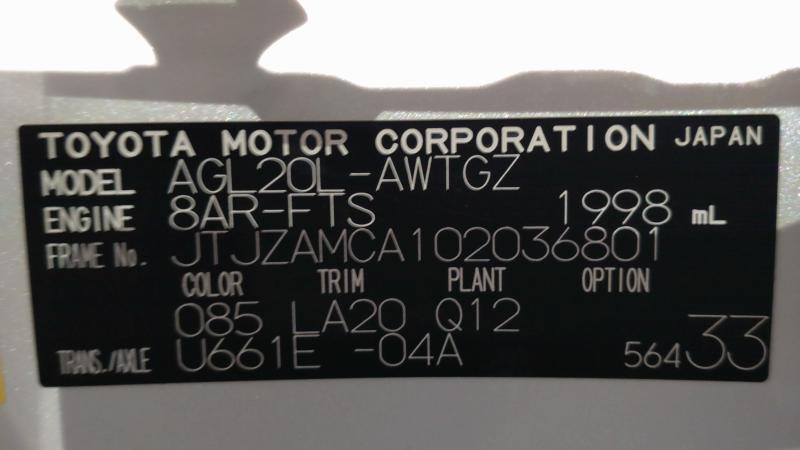 TOYOTA MOTOR CORPORATION JAPAN
MODEL AGL20L-AWTGZ
ENGINE 8AR-FTS 1998 mL
FRAME No. JTJZAMCA102036801
COLOR TRIM PLANT OPTION
085 LA20 Q12
TRANS./AXLE U661E -04A 564 33